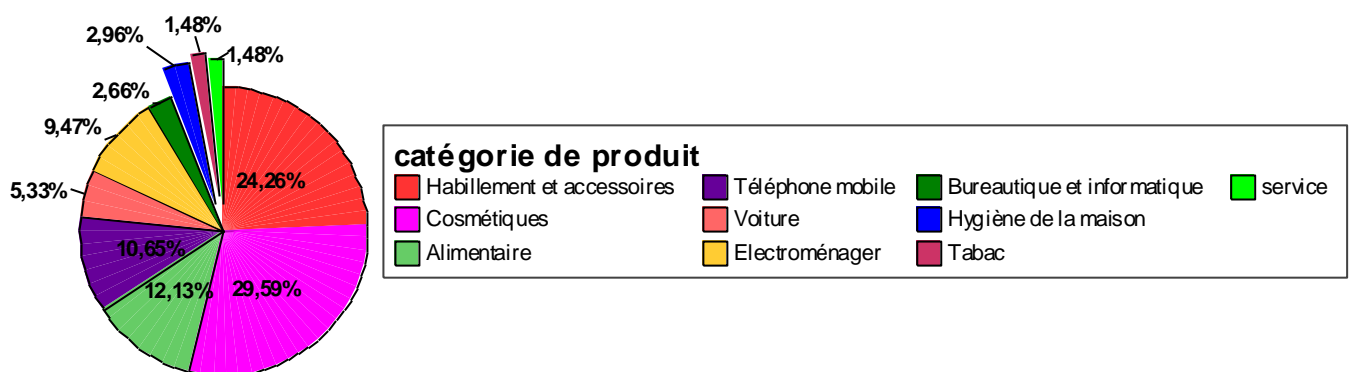 1,48%
2,96%
1,48%
2,66%
9,47%
5,33%
24,26%
10,65%
12,13%
29,59%
catégorie de produit
Habillement et accessoires
Téléphone mobile
Bureautique et informatique
service
Cosmétiques
Voiture
Hygiène de la maison
Alimentaire
Electroménager
Tabac